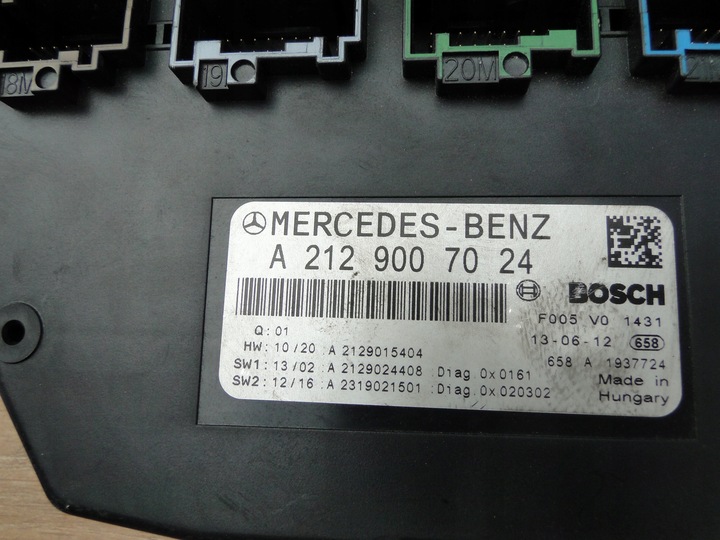 18M
19
20M
MERCEDES-BENZ
A 212 900 70 24
BOSCH
F005 V0 1431
Q: 01
13-06-12 658
HW: 10/20 :A 2129015404
SW1: 13/02 :A 2129024408 :Diag 0x0161
658 A 1937724
SW2: 12/16 :A 2319021501 :Diag 0x020302
Made in
Hungary